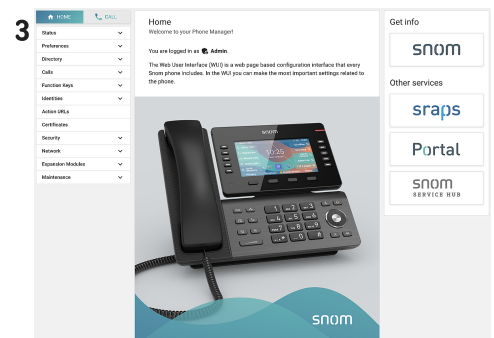 3
HOME
CALL
Status
Preferences
Directory
Calls
Function Keys
Identities
Action URLs
Certificates
Security
Network
Expansion Modules
Maintenance
Home
Welcome to your Phone Manager!
You are logged in as Admin.
The Web User Interface (WUI) is a web page based configuration interface that every
Snom phone includes. In the WUI you can make the most important settings related to
the phone.
snom
10:25
snom
Get info
snom
Other services
sraps
Portal
snom
SERVICE HUB